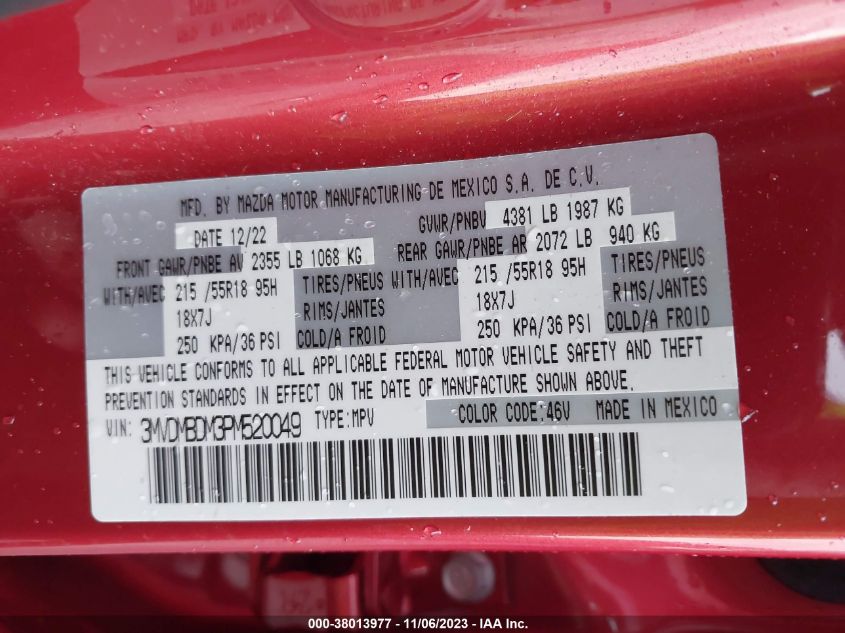 MFD. BY MAZDA MOTOR MANUFACTURING DE MEXICO S.A. DE C.V.
DATE 12/22 GVWR/PNBV 4381 LB 1987 KG
FRONT GAWR/PNBE AV 2355 LB 1068 KG REAR GAWR/PNBE AR 2072 LB 940 KG
WITH/AVEC 215 /55R18 95H TIRES/PNEUS WITH/AVEC 215 /55R18 95H TIRES/PNEUS
18X7J RIMS/JANTES 18X7J RIMS/JANTES
250 KPA/36 PSI COLD/A FROID 250 KPA/36 PSI COLD/A FROID
THIS VEHICLE CONFORMS TO ALL APPLICABLE FEDERAL MOTOR VEHICLE SAFETY AND THEFT
PREVENTION STANDARDS IN EFFECT ON THE DATE OF MANUFACTURE SHOWN ABOVE.
VIN: 3MVDMBDM3PM520049 TYPE:MPV COLOR CODE:46V MADE IN MEXICO
000-38013977 - 11/06/2023 - IAA Inc.